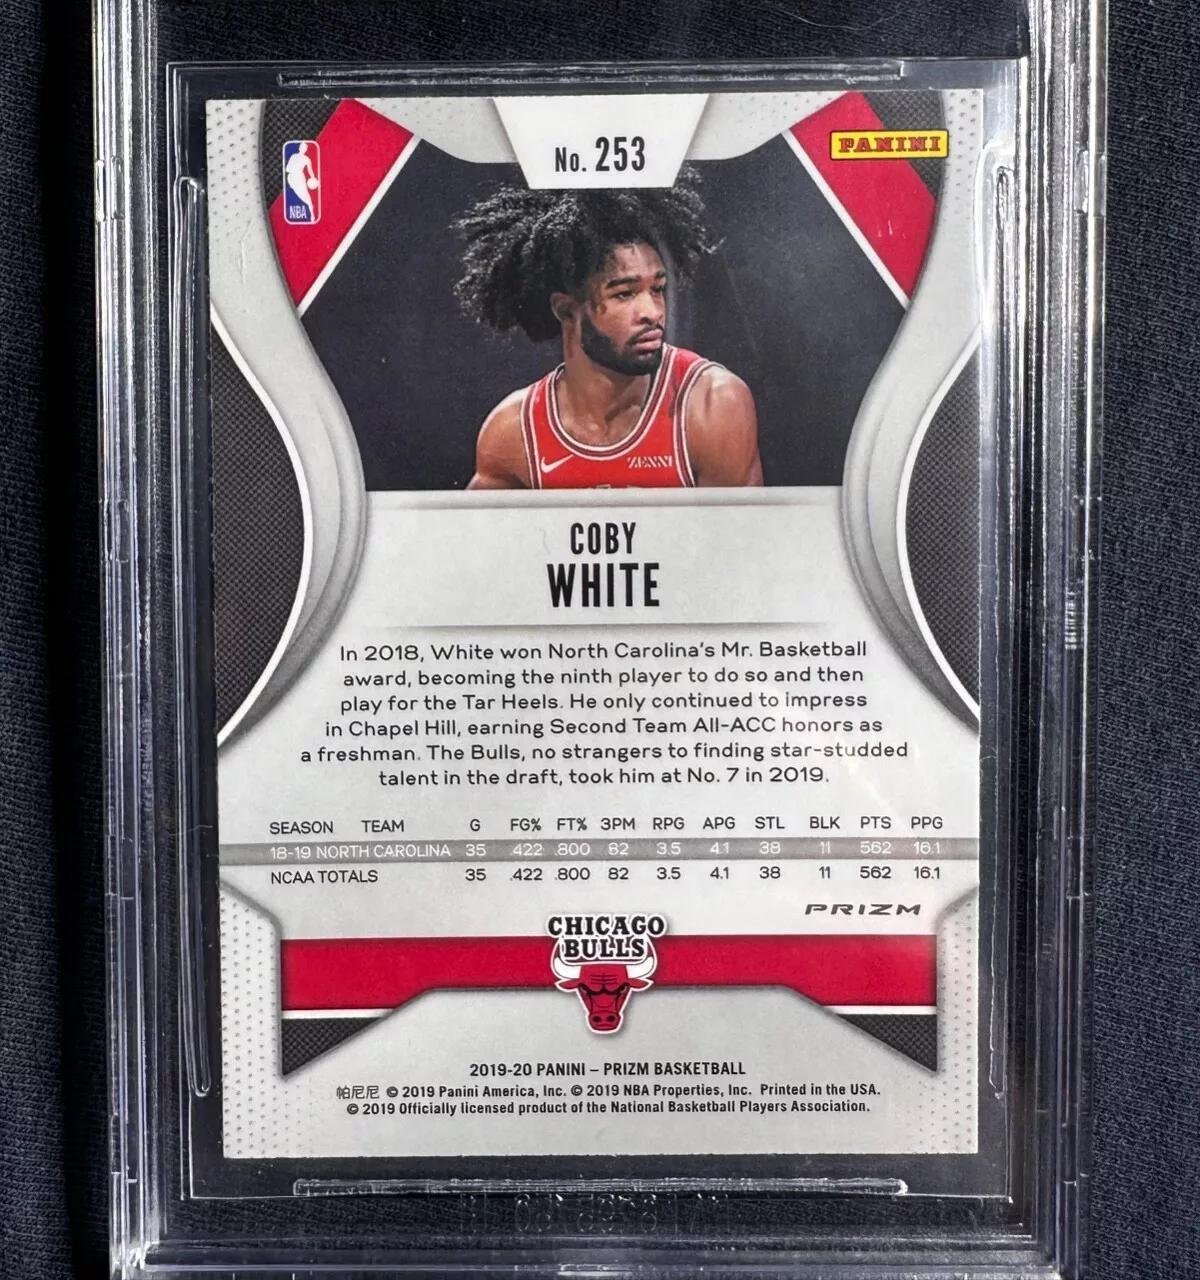 No. 253
PANINI
NBA
ZENNI
COBY
WHITE
In 2018, White won North Carolina's Mr. Basketball
award, becoming the ninth player to do so and then
play for the Tar Heels. He only continued to impress
in Chapel Hill, earning Second Team All-ACC honors as
a freshman. The Bulls, no strangers to finding star-studded
talent in the draft, took him at No. 7 in 2019.
SEASON TEAM G FG% FT% 3PM RPG APG STL BLK PTS PPG
18-19 NORTH CAROLINA 35 .422 .800 82 3.5 4.1 38 11 562 16.1
NCAA TOTALS 35 .422 .800 82 3.5 4.1 38 11 562 16.1
PRIZM
CHICAGO
BULLS
2019-20 PANINI – PRIZM BASKETBALL
帕尼尼 © 2019 Panini America, Inc. © 2019 NBA Properties, Inc. Printed in the USA.
© 2019 Officially licensed product of the National Basketball Players Association.